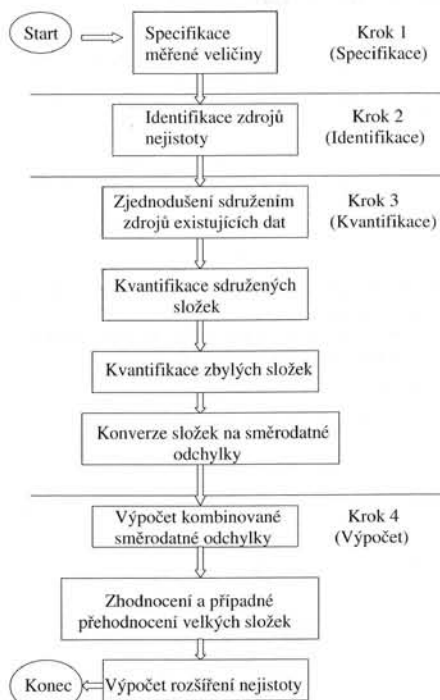 Start
Specifikace
měřené veličiny
Krok 1
(Specifikace)
Identifikace zdrojů
nejistoty
Krok 2
(Identifikace)
Zjednodušení sdružením
zdrojů existujících dat
Krok 3
(Kvantifikace)
Kvantifikace sdružených
složek
Kvantifikace zbylých složek
Konverze složek na směrodatné
odchylky
Výpočet kombinované
směrodatné odchylky
Krok 4
(Výpočet)
Zhodnocení a případné
přehodnocení velkých složek
Konec
Výpočet rozšíření nejistoty